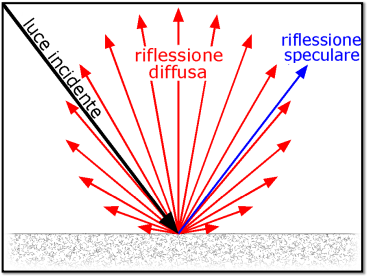 luce incidente
riflessione
diffusa
riflessione
speculare